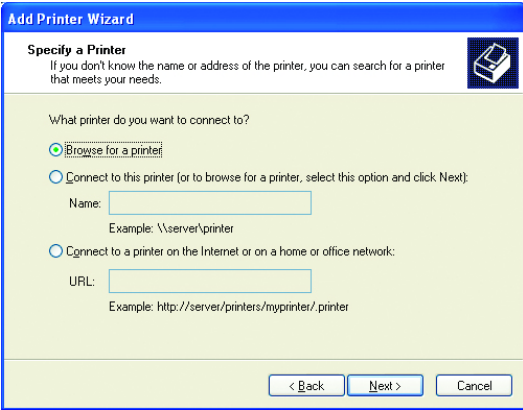 Add Printer Wizard
Specify a Printer
If you don't know the name or address of the printer, you can search for a printer
that meets your needs.
What printer do you want to connect to?
Browse for a printer
Connect to this printer (or to browse for a printer, select this option and click Next):
Name:
Example: \\server\printer
Connect to a printer on the Internet or on a home or office network:
URL:
Example: http://server/printers/myprinter/.printer
< Back Next > Cancel